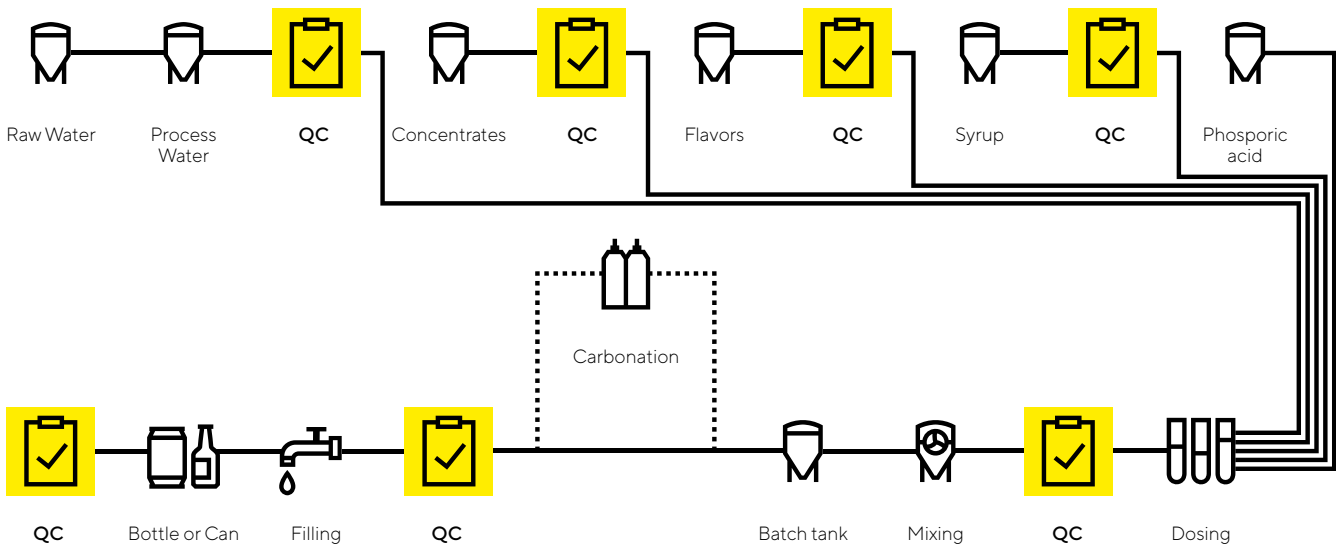 Raw Water
Process
Water
QC
Concentrates
QC
Flavors
QC
Syrup
QC
Phosporic
acid
Carbonation
QC
Bottle or Can
Filling
QC
Batch tank
Mixing
QC
Dosing